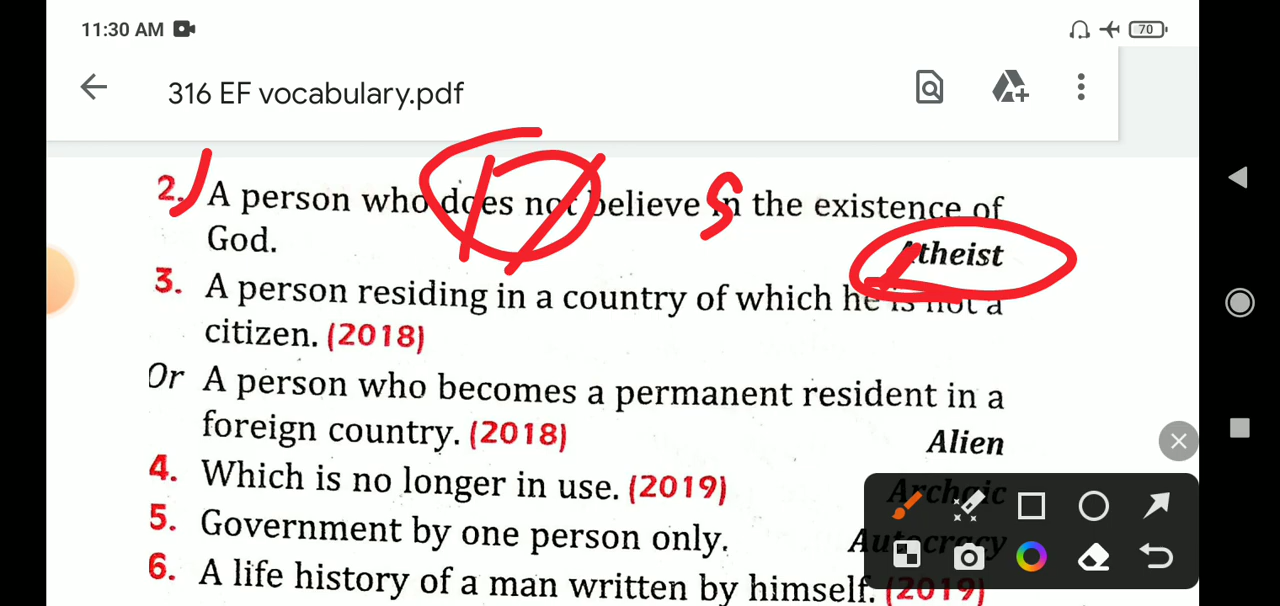 11:30 AM
70
316 EF vocabulary.pdf
2. A person who does not believe in the existence of
God. Atheist
3. A person residing in a country of which he is not a
citizen. (2018)
Or A person who becomes a permanent resident in a
foreign country. (2018) Alien
4. Which is no longer in use. (2019) Archaic
5. Government by one person only. Autocracy
6. A life history of a man written by himself. (2019)